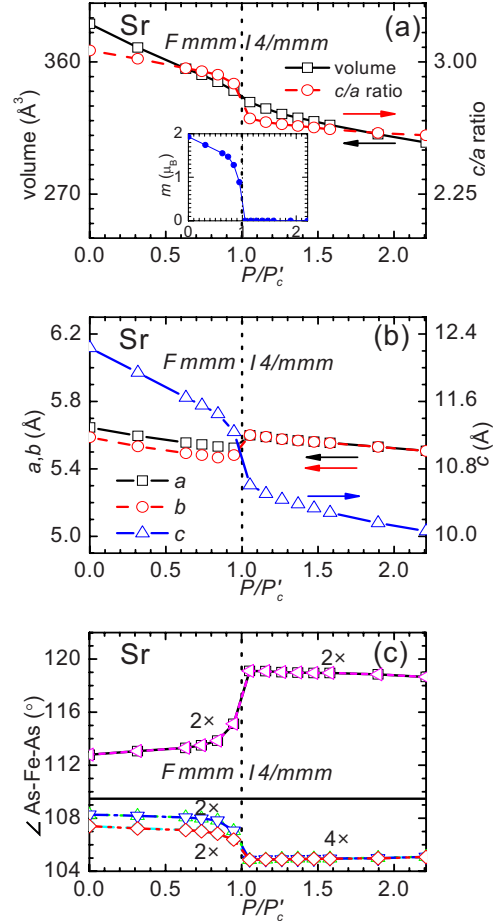 Sr
(a)
Fmmm I4/mmm
volume
c/a ratio
360
270
volume (Å³)
3.00
2.25
c/a ratio
m (μB)
2
1
0
0 1 2
0.0 0.5 1.0 1.5 2.0
P/P'c
Sr
(b)
Fmmm I4/mmm
6.2
5.8
5.4
5.0
a,b (Å)
12.4
11.6
10.8
10.0
c (Å)
a
b
c
0.0 0.5 1.0 1.5 2.0
P/P'c
Sr
(c)
120
116
112
108
104
∠ As-Fe-As (°)
2×
2×
Fmmm I4/mmm
2×
2×
4×
0.0 0.5 1.0 1.5 2.0
P/P'c